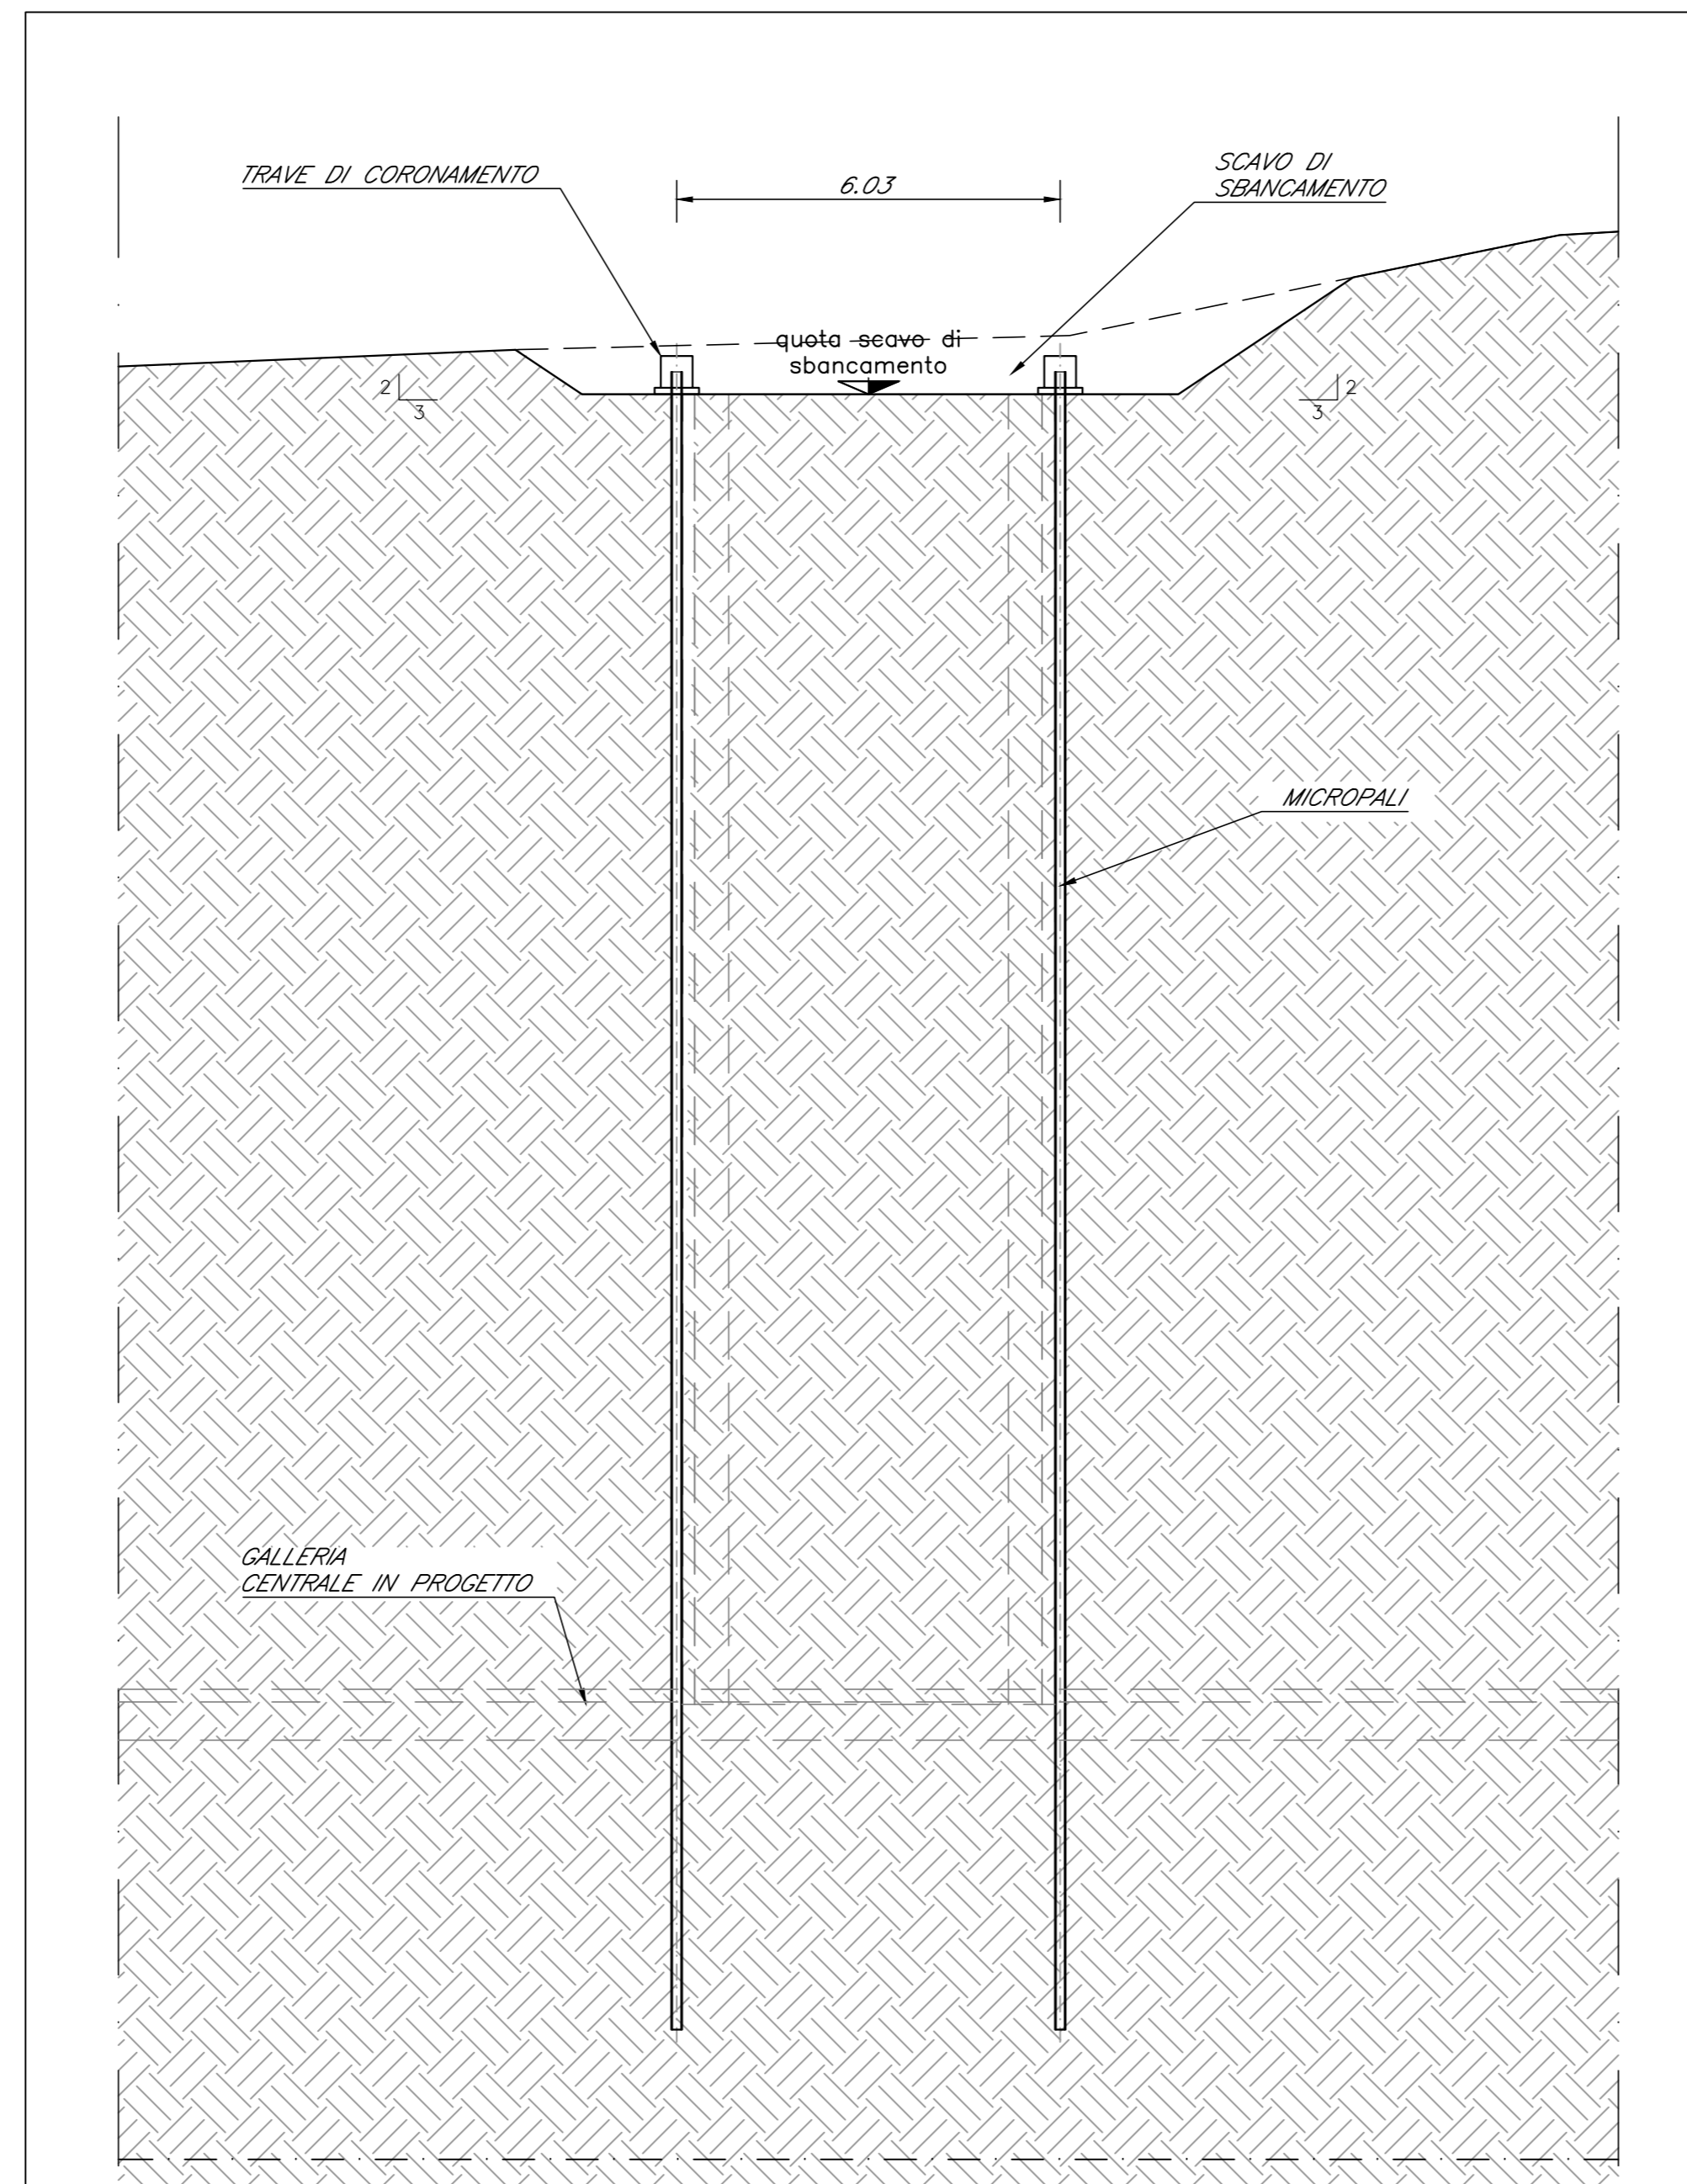 TRAVE DI CORONAMENTO
6.03
SCAVO DI
SBANCAMENTO
quota scavo di
sbancamento
2
3
2
3
MICROPALI
GALLERIA
CENTRALE IN PROGETTO